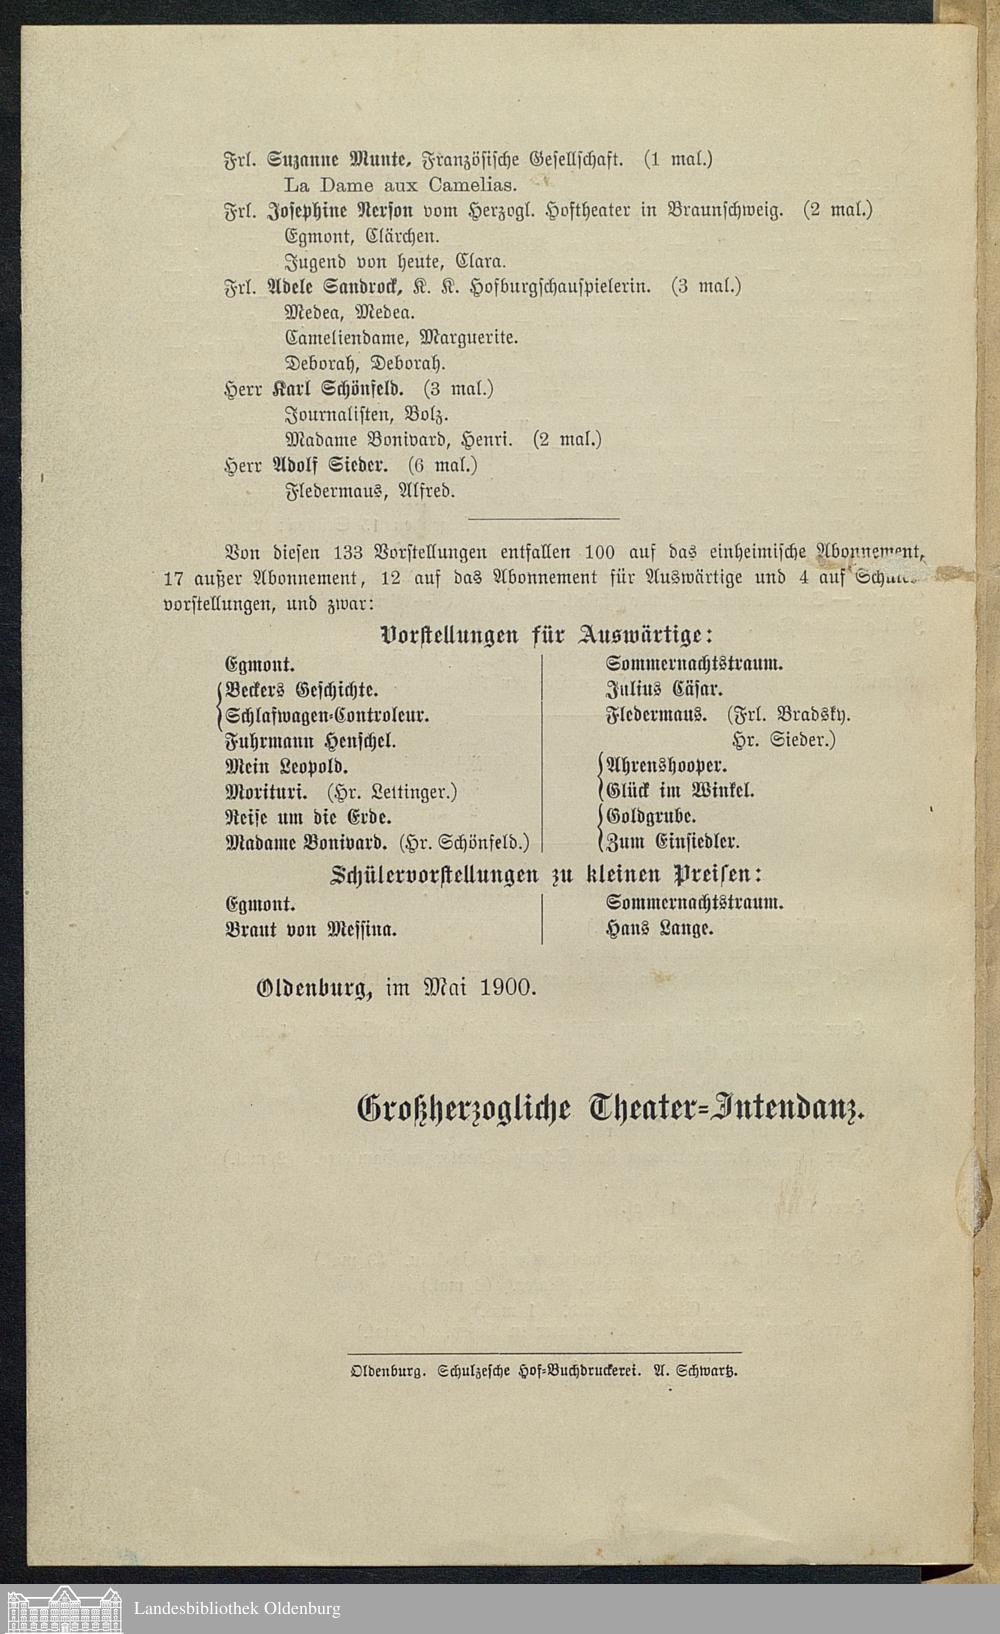 Frl. Suzanne Munte, Französische Gesellschaft. (1 mal.)
La Dame aux Camelias.
Frl. Josephine Nerson vom Herzogl. Hoftheater in Braunschweig. (2 mal.)
Egmont, Clärchen.
Jugend von heute, Clara.
Frl. Adele Sandrock, K. K. Hofburgschauspielerin. (3 mal.)
Medea, Medea.
Cameliendame, Marguerite.
Deborah, Deborah.
Herr Karl Schönfeld. (3 mal.)
Journalisten, Bolz.
Madame Bonivard, Henri. (2 mal.)
Herr Adolf Sieder. (6 mal.)
Fledermaus, Alfred.
Von diesen 133 Vorstellungen entfallen 100 auf das einheimische Abonnement,
17 außer Abonnement, 12 auf das Abonnement für Auswärtige und 4 auf
vorstellungen, und zwar:
Vorstellungen für Auswärtige:
Egmont.
Beckers Geschichte.
Schlafwagen-Controleur.
Fuhrmann Henschel.
Mein Leopold.
Morituri. (Hr. Lettinger.)
Reise um die Erde.
Madame Bonivard. (Hr. Schönfeld.)
Sommernachtstraum.
Julius Cäsar.
Fledermaus. (Frl. Bradsky.
Hr. Sieder.)
Ahrenshooper.
Glück im Winkel.
Goldgrube.
Zum Einsiedler.
Schülervorstellungen zu kleinen Preisen:
Egmont.
Braut von Messina.
Sommernachtstraum.
Hans Lange.
Oldenburg, im Mai 1900.
Großherzogliche Theater-Intendanz.
Oldenburg. Schulzesche Hof-Buchdruckerei. A. Schwartz.
Landesbibliothek Oldenburg